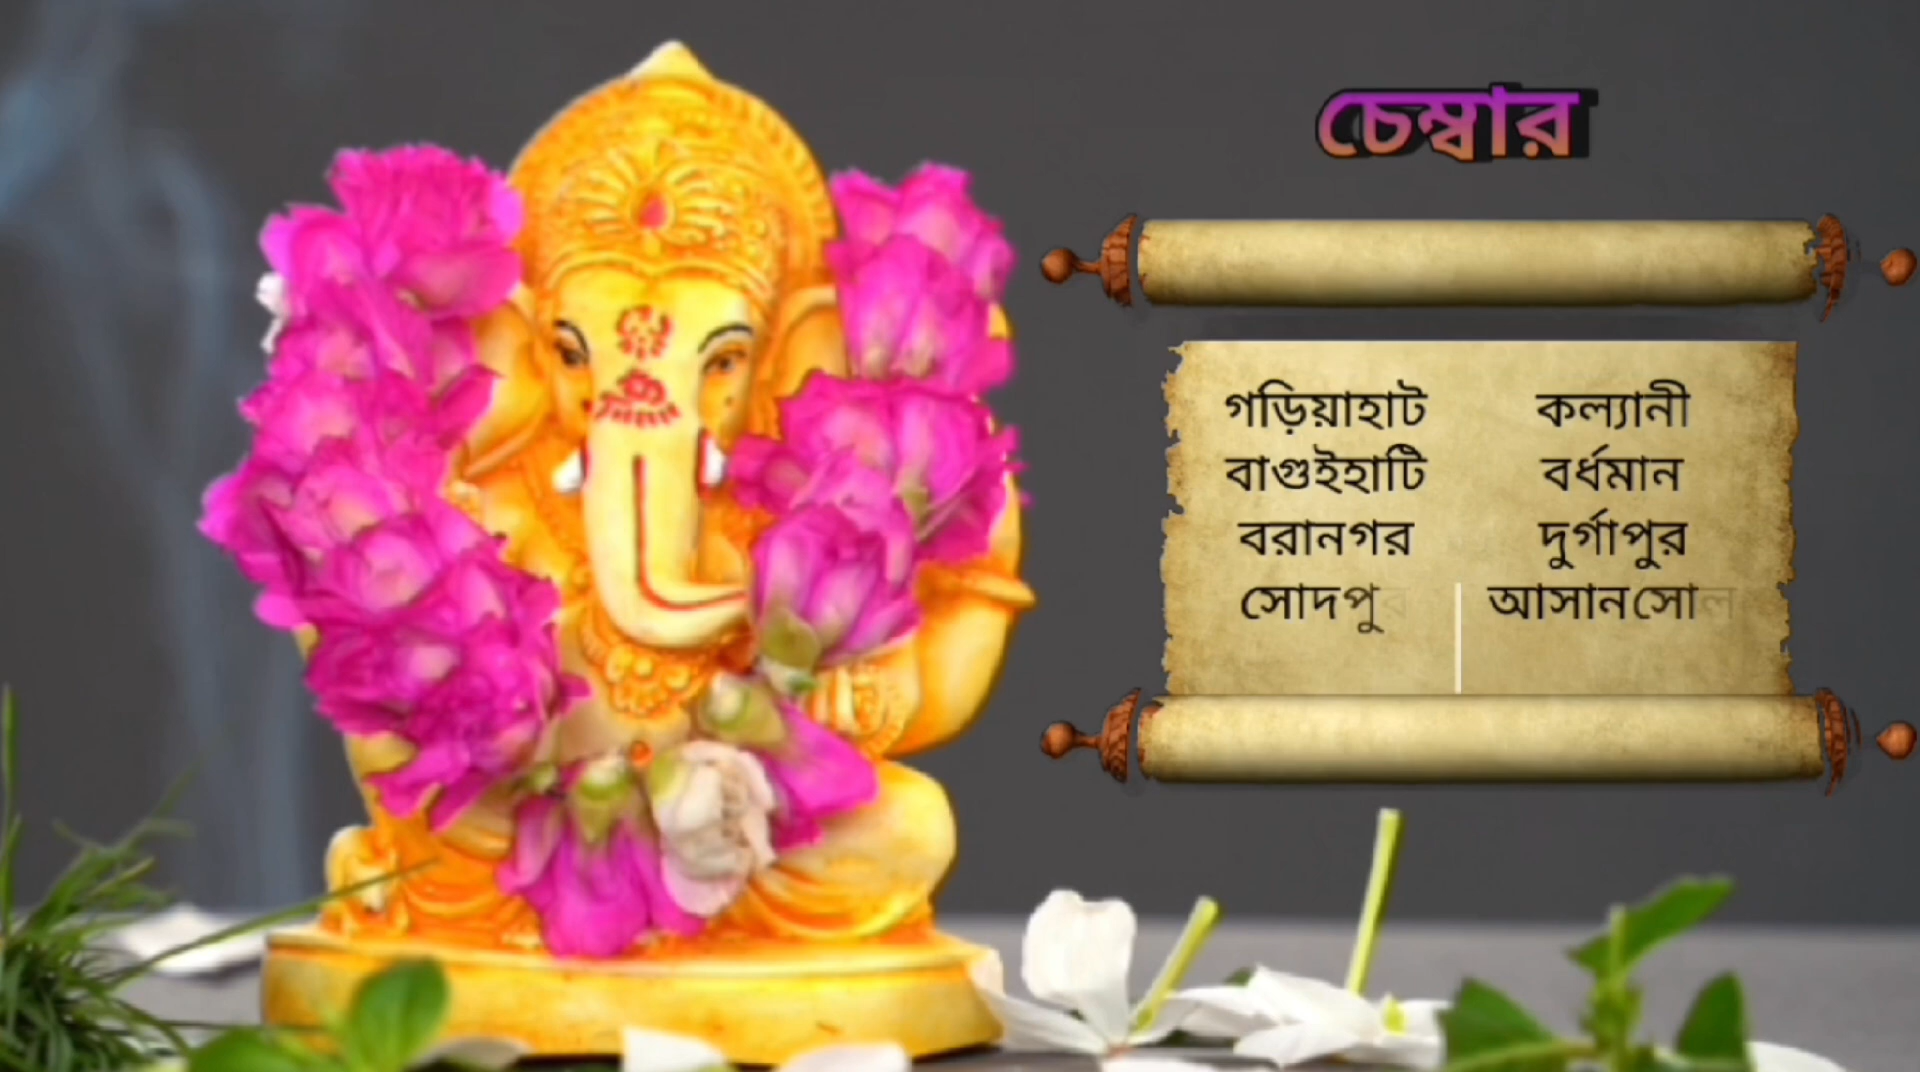 চেম্বার
গড়িয়াহাট
বাগুইহাটি
বরানগর
সোদপুর
কল্যানী
বর্ধমান
দুর্গাপুর
আসানসোল